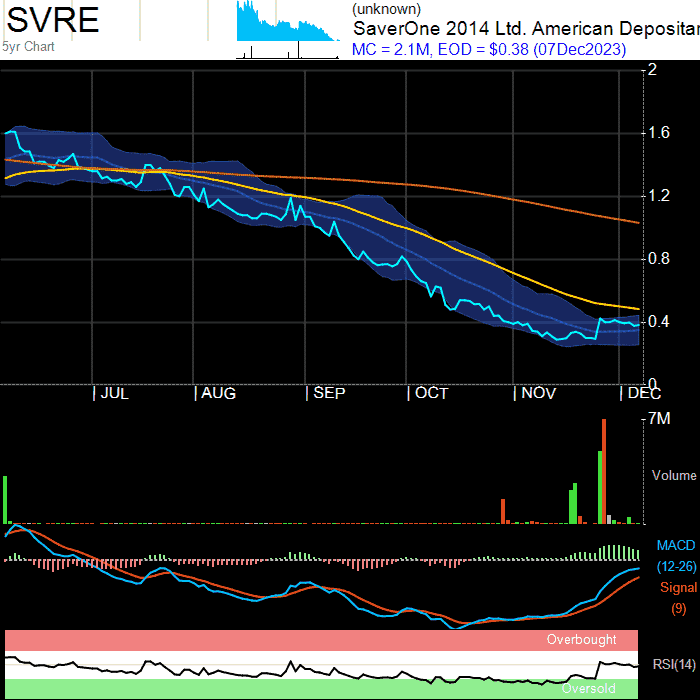 SVRE
5yr Chart
(unknown)
SaverOne 2014 Ltd. American Depositar
MC = 2.1M, EOD = $0.38 (07Dec2023)
2
1.6
1.2
0.8
0.4
0
JUL AUG SEP OCT NOV DEC
7M
Volume
MACD
(12-26)
Signal
(9)
Overbought
RSI(14)
Oversold